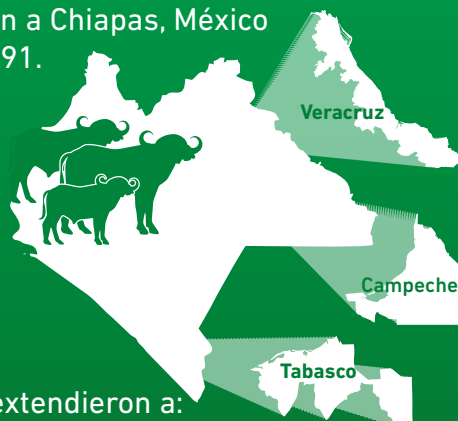 n a Chiapas, México
91.
Veracruz
Campeche
Tabasco
extendieron a: